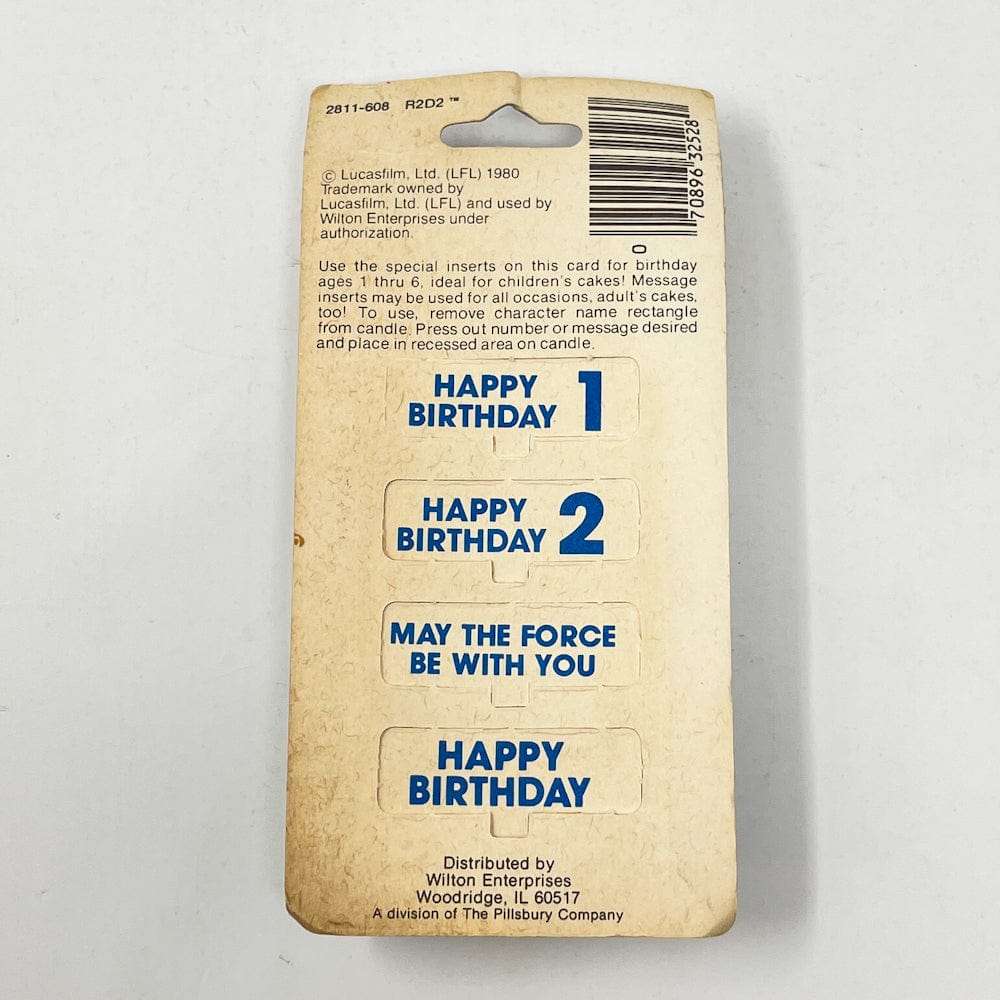 2811-608 R2D2 ™
70896 32528
0
© Lucasfilm, Ltd. (LFL) 1980
Trademark owned by
Lucasfilm, Ltd. (LFL) and used by
Wilton Enterprises under
authorization.
Use the special inserts on this card for birthday
ages 1 thru 6, ideal for children's cakes! Message
inserts may be used for all occasions, adult's cakes,
too! To use, remove character name rectangle
from candle. Press out number or message desired
and place in recessed area on candle.
HAPPY
BIRTHDAY 1
HAPPY
BIRTHDAY 2
MAY THE FORCE
BE WITH YOU
HAPPY
BIRTHDAY
Distributed by
Wilton Enterprises
Woodridge, IL 60517
A division of The Pillsbury Company